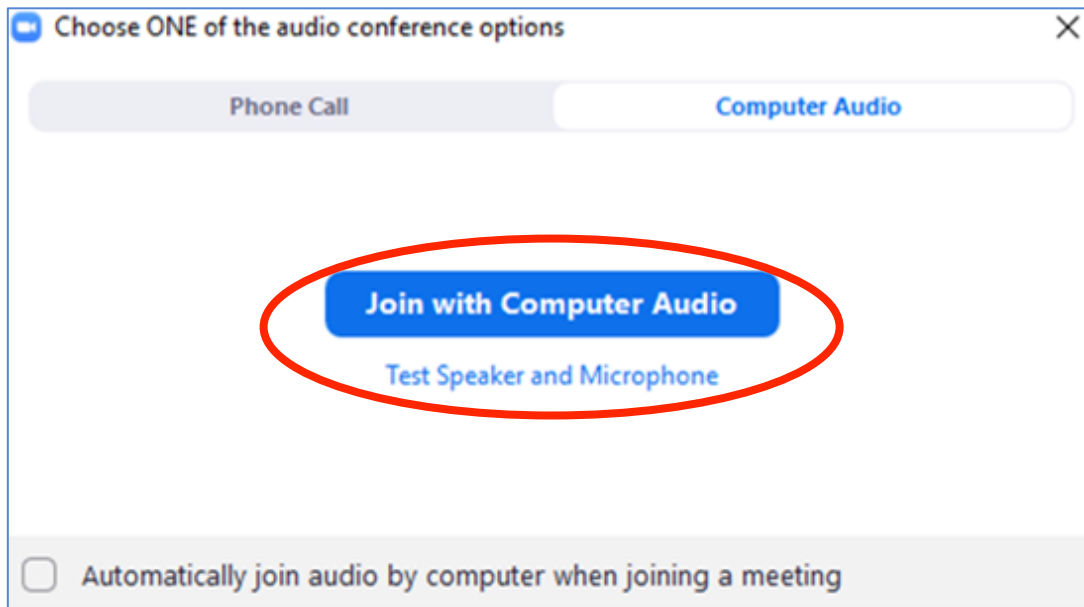 Choose ONE of the audio conference options
Phone Call
Computer Audio
Join with Computer Audio
Test Speaker and Microphone
Automatically join audio by computer when joining a meeting